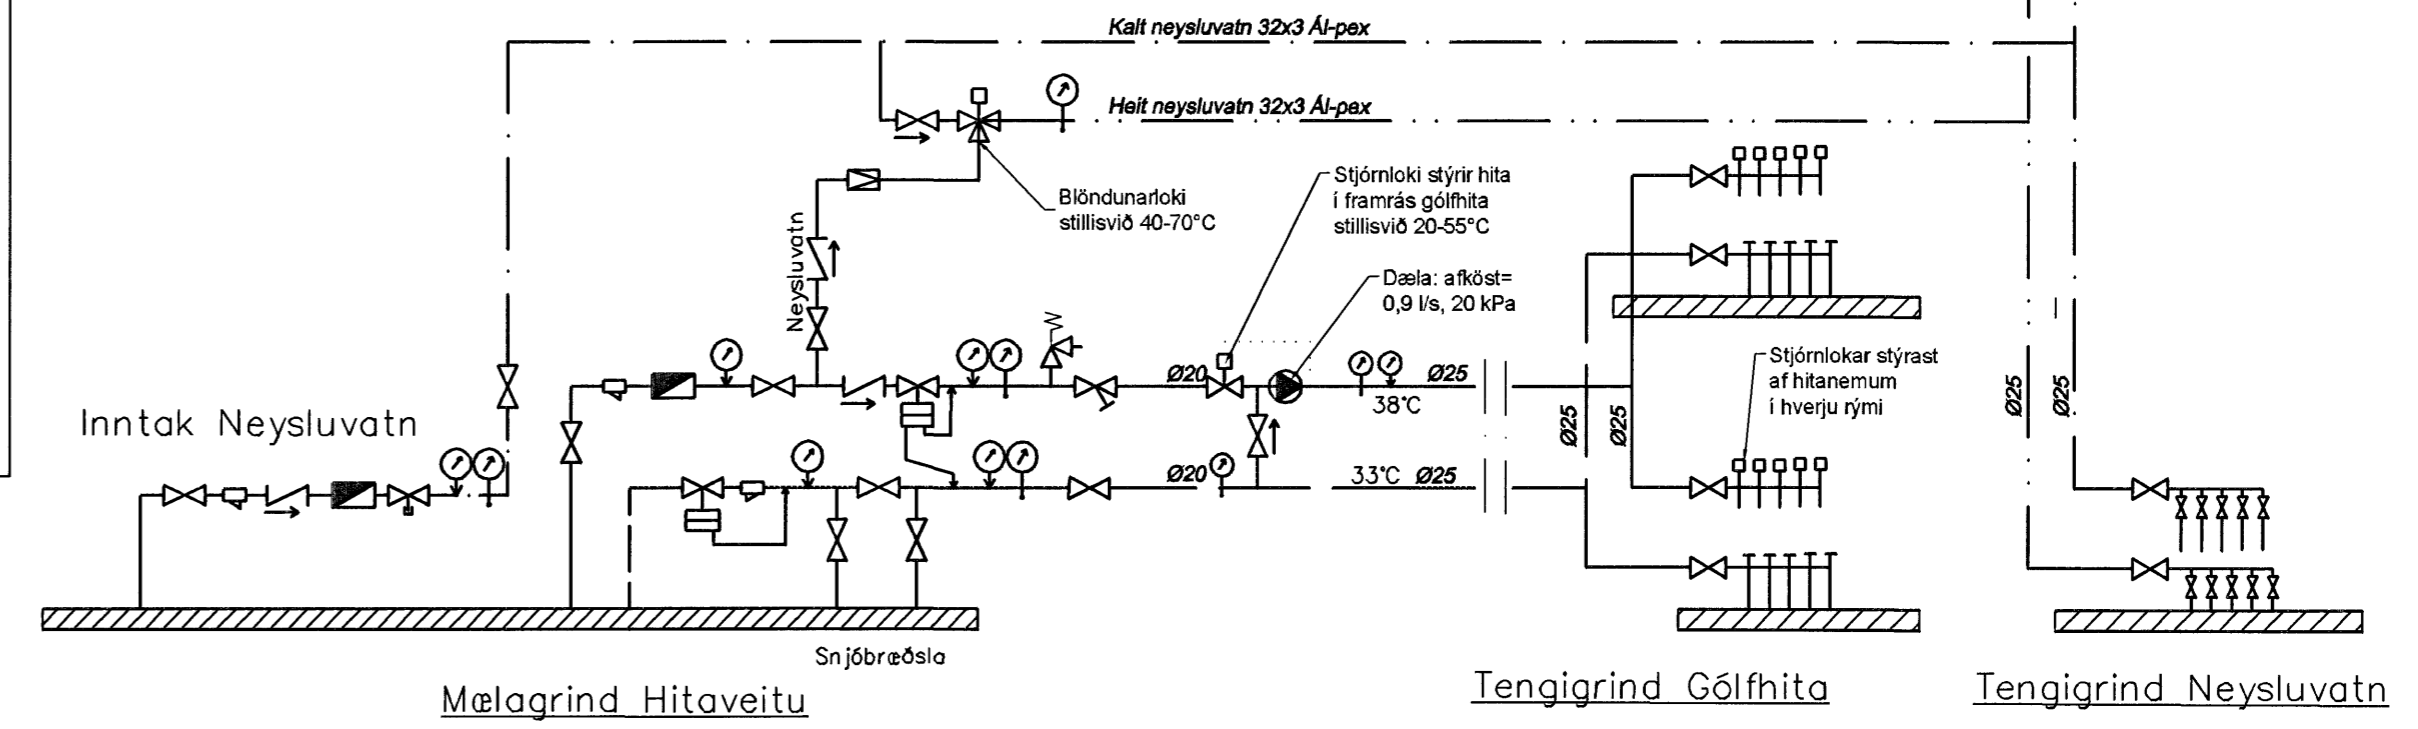 Kalt neysluvatn 32x3 Ál-pex
Heit neysluvatn 32x3 Ál-pex
Blöndunarloki
stillisvið 40-70°C
Stjórnloki stýrir hita
í framrás gólfhita
stillisvið 20-55°C
Neysluvatn
Dæla: afköst=
0,9 l/s, 20 kPa
Stjórnlokar stýrast
af hitanemum
í hverju rými
Ø20
Ø25
38°C
Ø25
Ø25
Ø25
Ø25
Inntak Neysluvatn
Ø20
33°C Ø25
Snjóbræðsla
Mælagrind Hitaveitu
Tengigrind Gólfhita
Tengigrind Neysluvatn